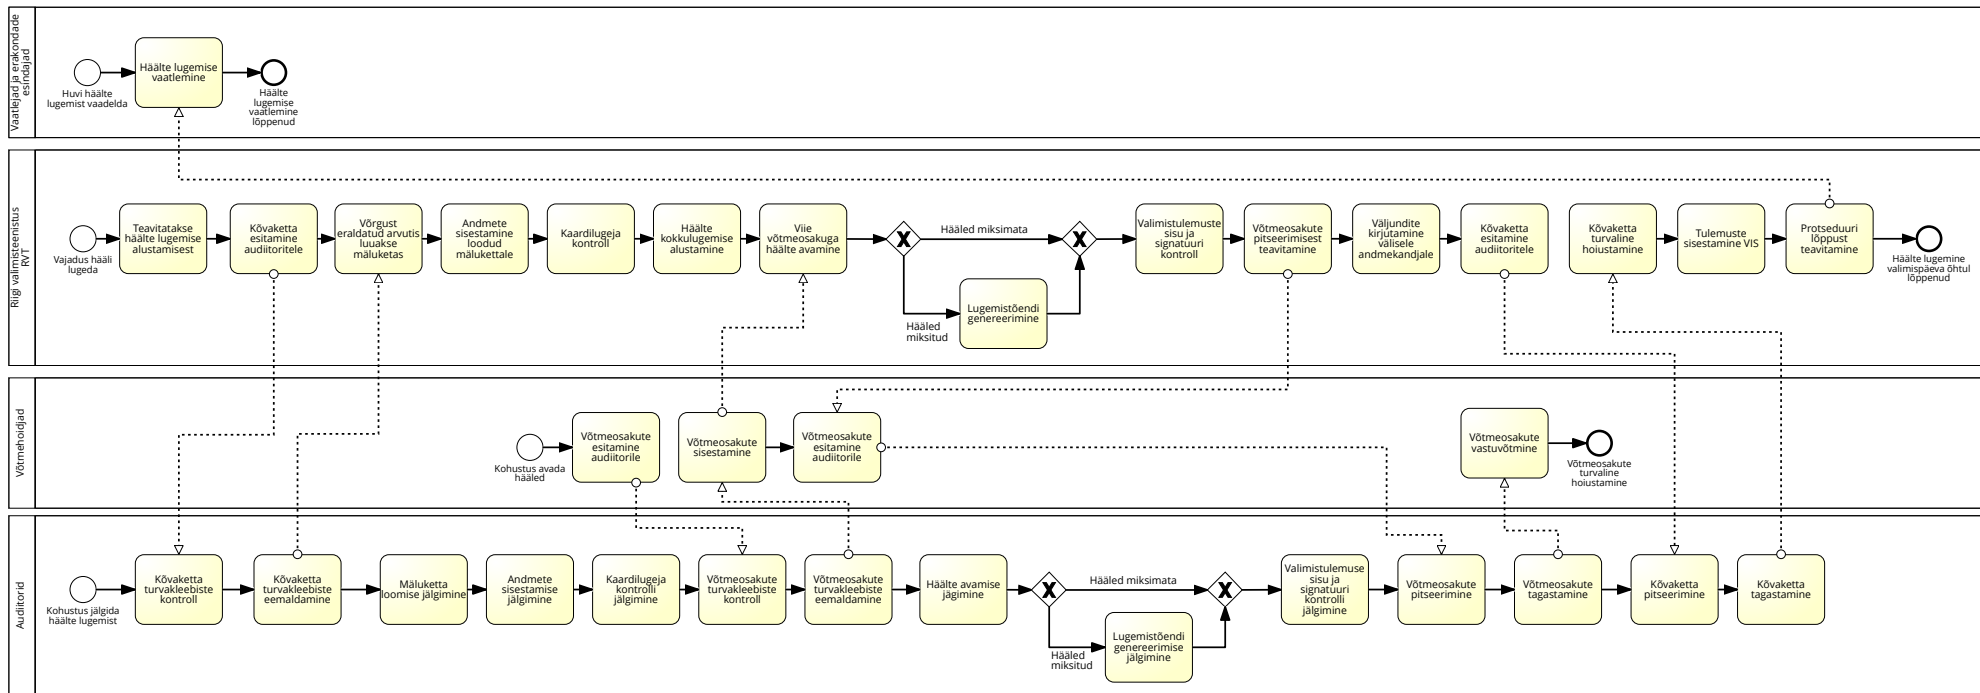 Vaatlejad ja erakondade
esindajad
Huvi häälte
lugemist vaadelda
Häälte lugemise
vaatlemine
Häälte
lugemise
vaatlemine
lõppenud
Riigi valimisteenistus
RVT
Vajadus hääli
lugeda
Teavitatakse
häälte lugemise
alustamisest
Kõvaketta
esitamine
audiitoritele
Võrgust
eraldatud arvutis
luuakse
mäluketas
Andmete
sisestamine
loodud
mälukettale
Kaardilugeja
kontroll
Häälte
kokkulugemise
alustamine
Viie
võtmeosakuga
häälte avamine
Hääled miksimata
Hääled
miksitud
Lugemistõendi
genereerimine
Valimistulemuste
sisu ja
signatuuri
kontroll
Võtmeosakute
pitseerimisest
teavitamine
Väljundite
kirjutamine
välisele
andmekandjale
Kõvaketta
esitamine
audiitoritele
Kõvaketta
turvaline
hoiustamine
Tulemuste
sisestamine VIS
Protseduuri
lõppust
teavitamine
Häälte lugemine
valimispäeva õhtul
lõppenud
Võtmehoidjad
Kohustus avada
hääled
Võtmeosakute
esitamine
audiitorile
Võtmeosakute
sisestamine
Võtmeosakute
esitamine
audiitorile
Võtmeosakute
vastuvõtmine
Võtmeosakute
turvaline
hoiustamine
Audiitorid
Kohustus jälgida
häälte lugemist
Kõvaketta
turvakleebiste
kontroll
Kõvaketta
turvakleebiste
eemaldamine
Mäluketta
loomise jälgimine
Andmete
sisestamise
jälgimine
Kaardilugeja
kontrolli
jälgimine
Võtmeosakute
turvakleebiste
kontroll
Võtmeosakute
turvakleebiste
eemaldamine
Häälte avamise
jägimine
Hääled miksimata
Hääled
miksitud
Lugemistõendi
genereerimise
jälgimine
Valimistulemuse
sisu ja
signatuuri
kontrolli
jälgimine
Võtmeosakute
pitseerimine
Võtmeosakute
tagastamine
Kõvaketta
pitseerimine
Kõvaketta
tagastamine